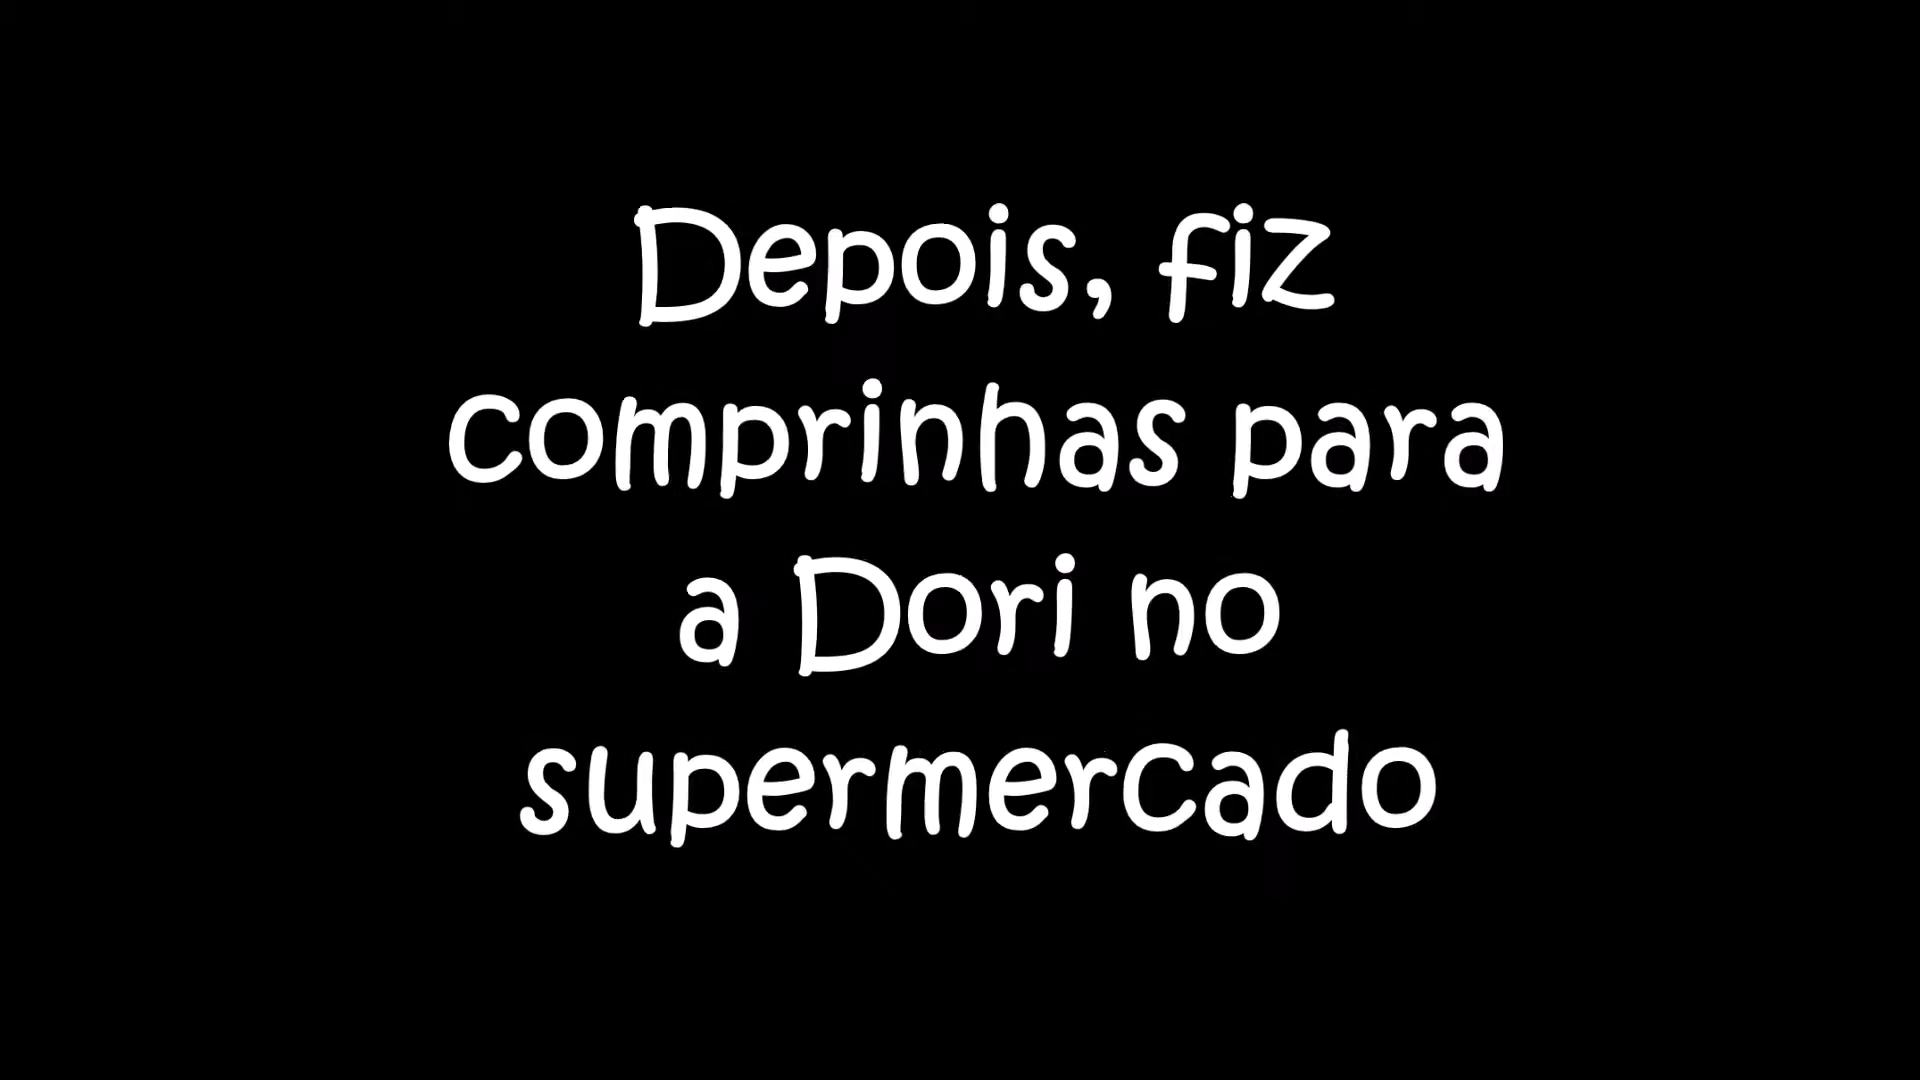 Depois, fiz
comprinhas para
a Dori no
supermercado